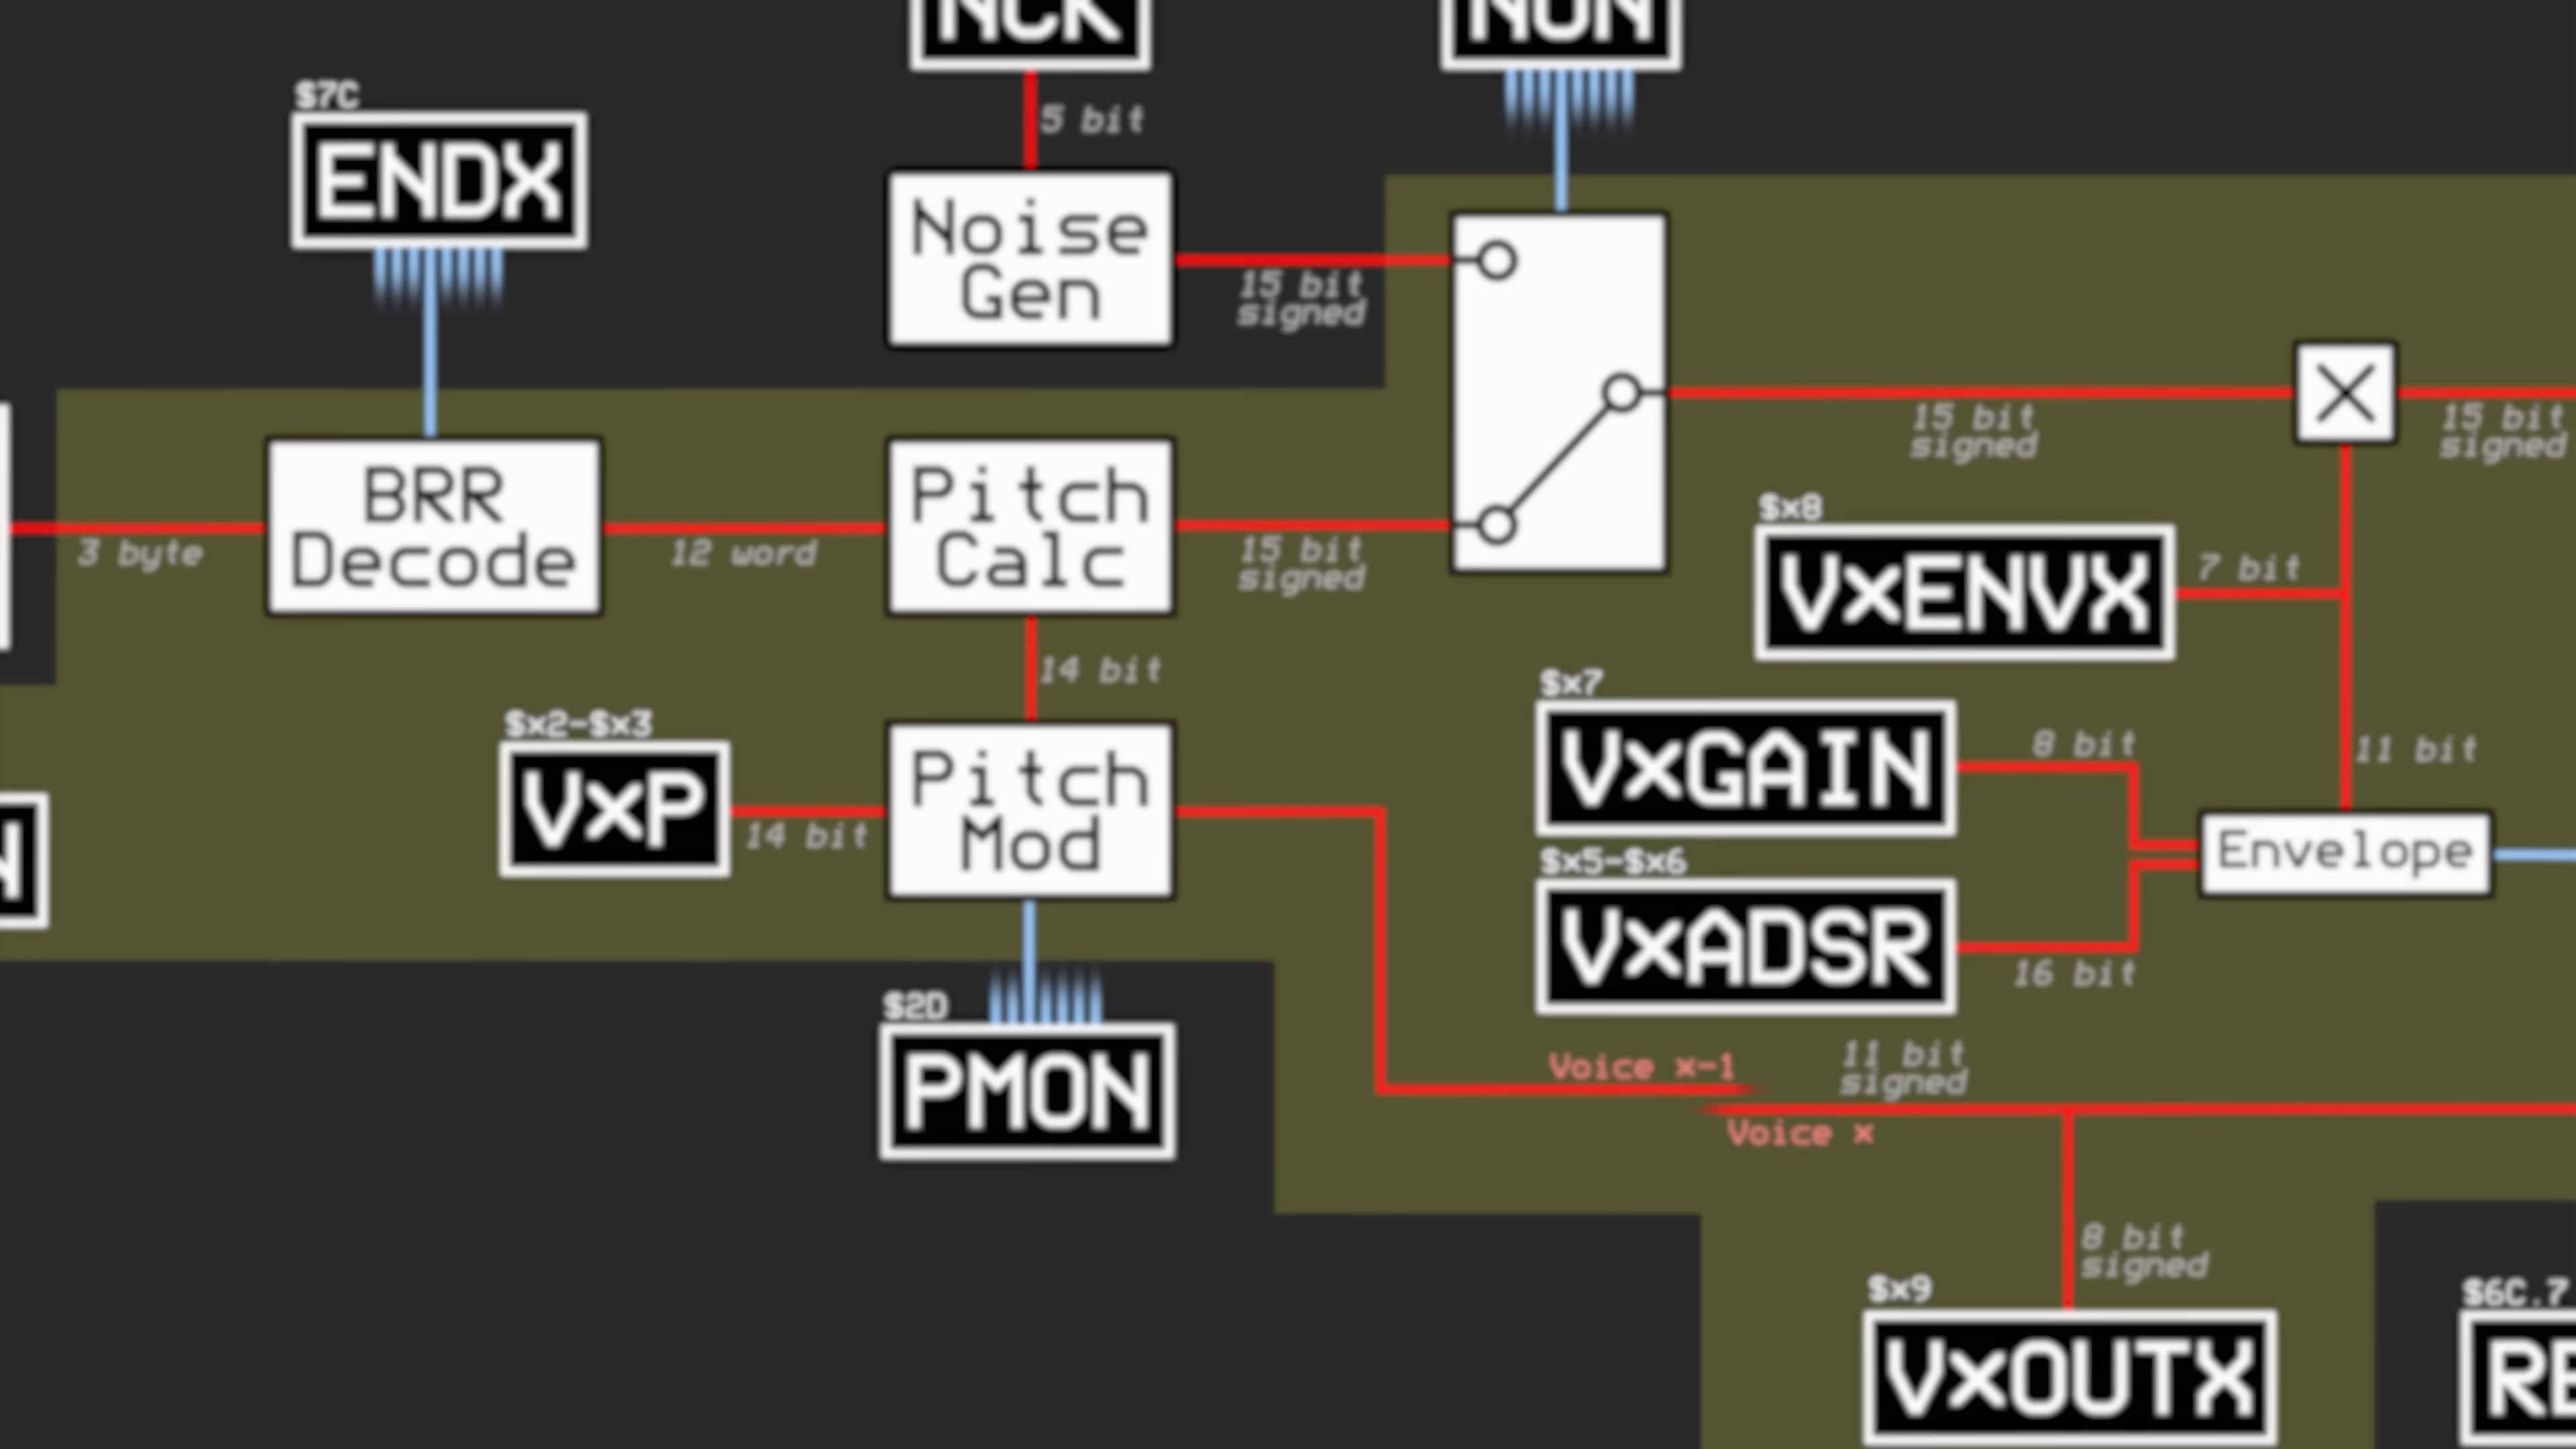 NCK
NON
$7C
ENDX
5 bit
Noise
Gen
15 bit
signed
15 bit
signed
15 bit
signed
BRR
Decode
3 byte
12 word
Pitch
Calc
15 bit
signed
$x8
VxENVX
7 bit
14 bit
$x7
VxGAIN
8 bit
$x2-$x3
VxP
14 bit
Pitch
Mod
11 bit
Envelope
$x5-$x6
VxADSR
16 bit
N
$2D
PMON
Voice x-1
11 bit
signed
Voice x
8 bit
signed
$x9
VxOUTX
$6C.7